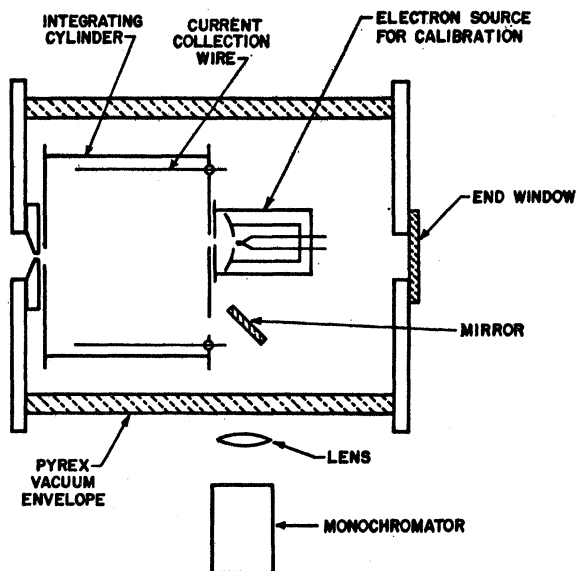 INTEGRATING
CYLINDER
CURRENT
COLLECTION
WIRE
ELECTRON SOURCE
FOR CALIBRATION
END WINDOW
MIRROR
LENS
PYREX
VACUUM
ENVELOPE
MONOCHROMATOR